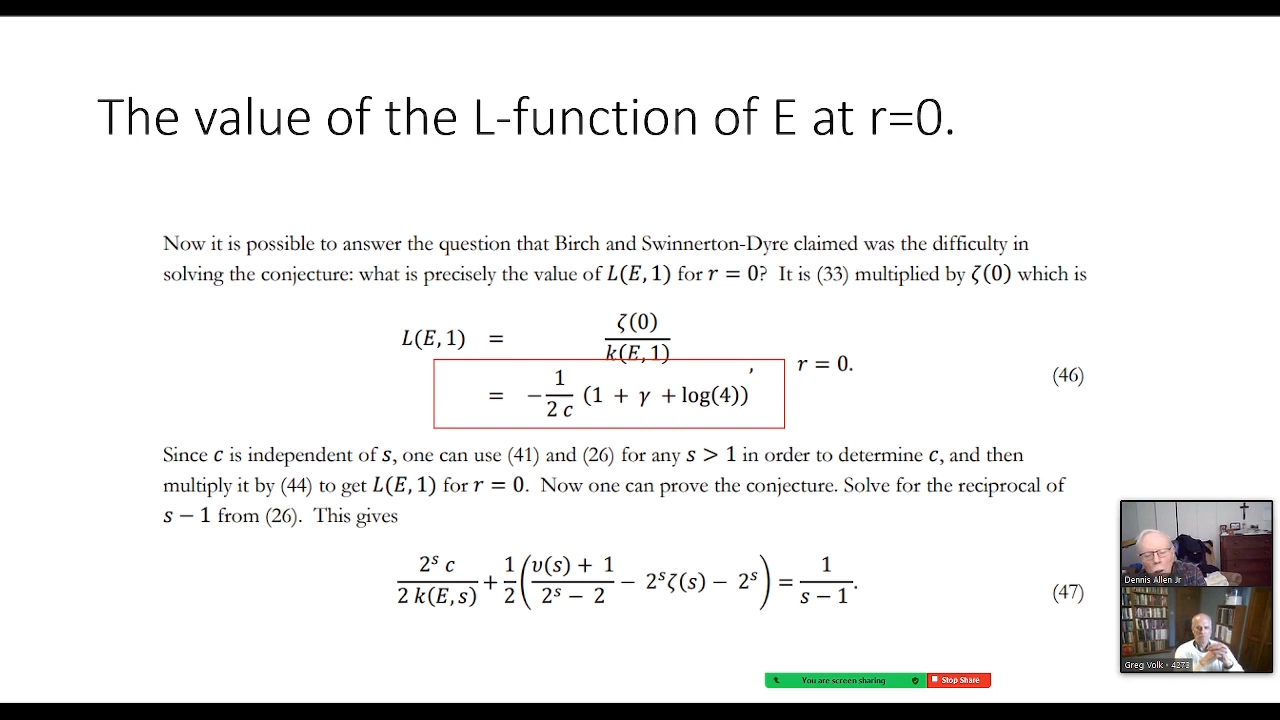 The value of the L-function of E at r=0.
Now it is possible to answer the question that Birch and Swinnerton-Dyre claimed was the difficulty in
solving the conjecture: what is precisely the value of L(E, 1) for r = 0? It is (33) multiplied by ζ(0) which is
L(E, 1) = ζ(0) / k(E, 1)
= − 1 / 2 c (1 + γ + log(4)) , r = 0. (46)
Since c is independent of s, one can use (41) and (26) for any s > 1 in order to determine c, and then
multiply it by (44) to get L(E, 1) for r = 0. Now one can prove the conjecture. Solve for the reciprocal of
s − 1 from (26). This gives
2ˢ c / 2 k(E, s) + 1/2 ( υ(s) + 1 / 2ˢ − 2 − 2ˢζ(s) − 2ˢ ) = 1 / s − 1 . (47)
Dennis Allen Jr
Greg Volk - 4273
You are screen sharing
Stop Share